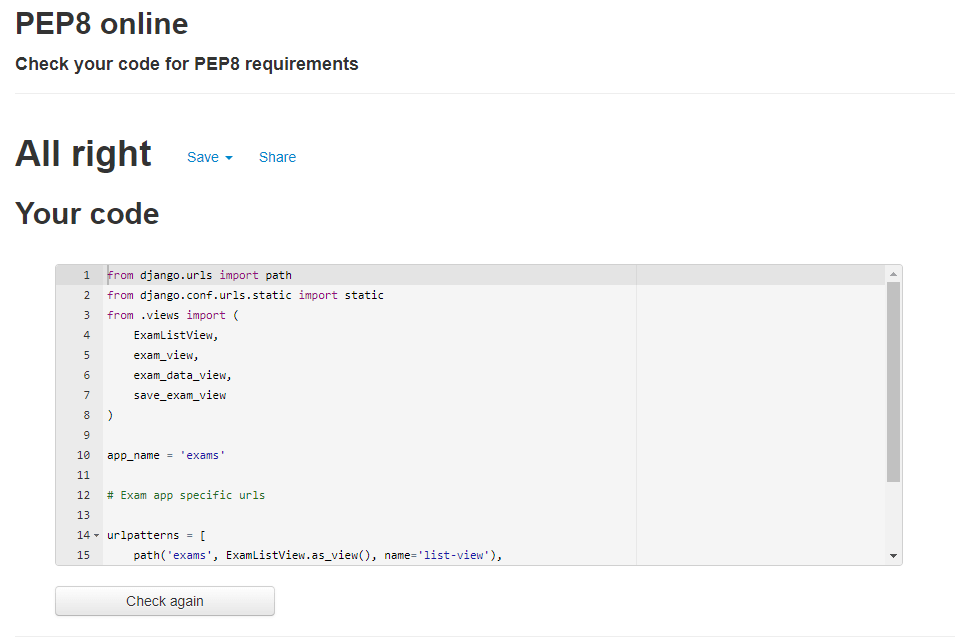 PEP8 online
Check your code for PEP8 requirements
All right Save Share
Your code
1 from django.urls import path
2 from django.conf.urls.static import static
3 from .views import (
4     ExamListView,
5     exam_view,
6     exam_data_view,
7     save_exam_view
8 )
9
10 app_name = 'exams'
11
12 # Exam app specific urls
13
14 urlpatterns = [
15     path('exams', ExamListView.as_view(), name='list-view'),
Check again